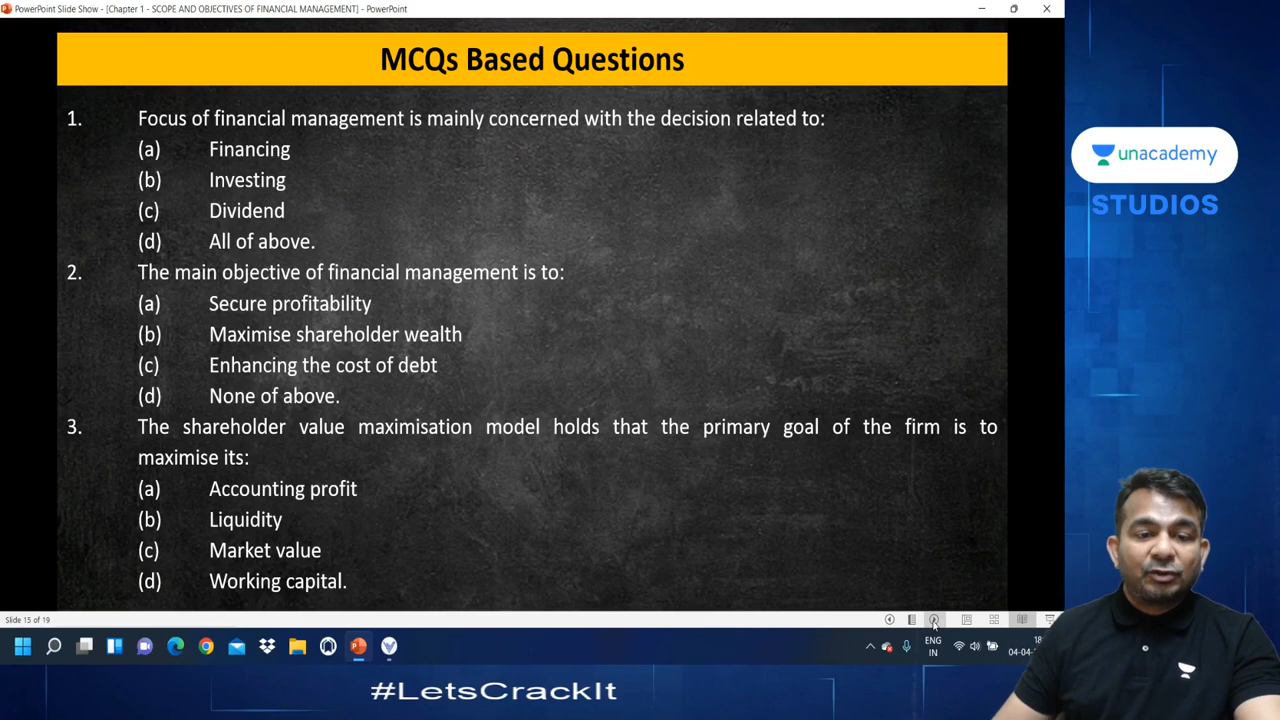 PowerPoint Slide Show - [Chapter 1 - SCOPE AND OBJECTIVES OF FINANCIAL MANAGEMENT] - PowerPoint
MCQs Based Questions
1. Focus of financial management is mainly concerned with the decision related to:
(a) Financing
(b) Investing
(c) Dividend
(d) All of above.
2. The main objective of financial management is to:
(a) Secure profitability
(b) Maximise shareholder wealth
(c) Enhancing the cost of debt
(d) None of above.
3. The shareholder value maximisation model holds that the primary goal of the firm is to
maximise its:
(a) Accounting profit
(b) Liquidity
(c) Market value
(d) Working capital.
unacademy
STUDIOS
Slide 15 of 19
ENG
IN
18
04-04
#LetsCrackIt